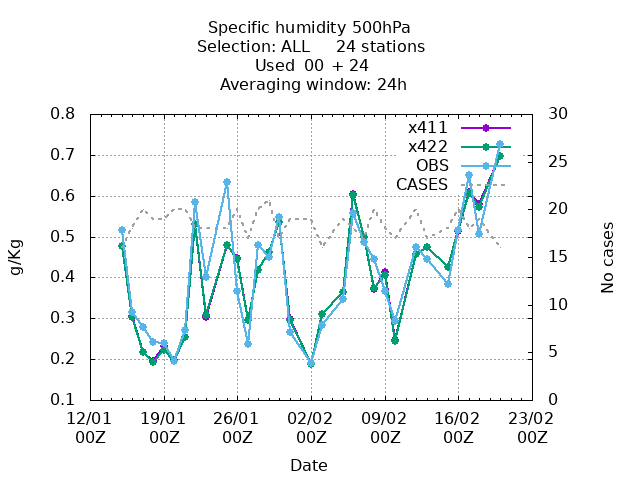 Specific humidity 500hPa
Selection: ALL     24 stations
Used  00  + 24
Averaging window: 24h
0.8
0.7
0.6
0.5
0.4
0.3
0.2
0.1
g/Kg
30
25
20
15
10
5
0
No cases
x411
x422
OBS
CASES
12/01 19/01 26/01 02/02 09/02 16/02 23/02
00Z 00Z 00Z 00Z 00Z 00Z 00Z
Date